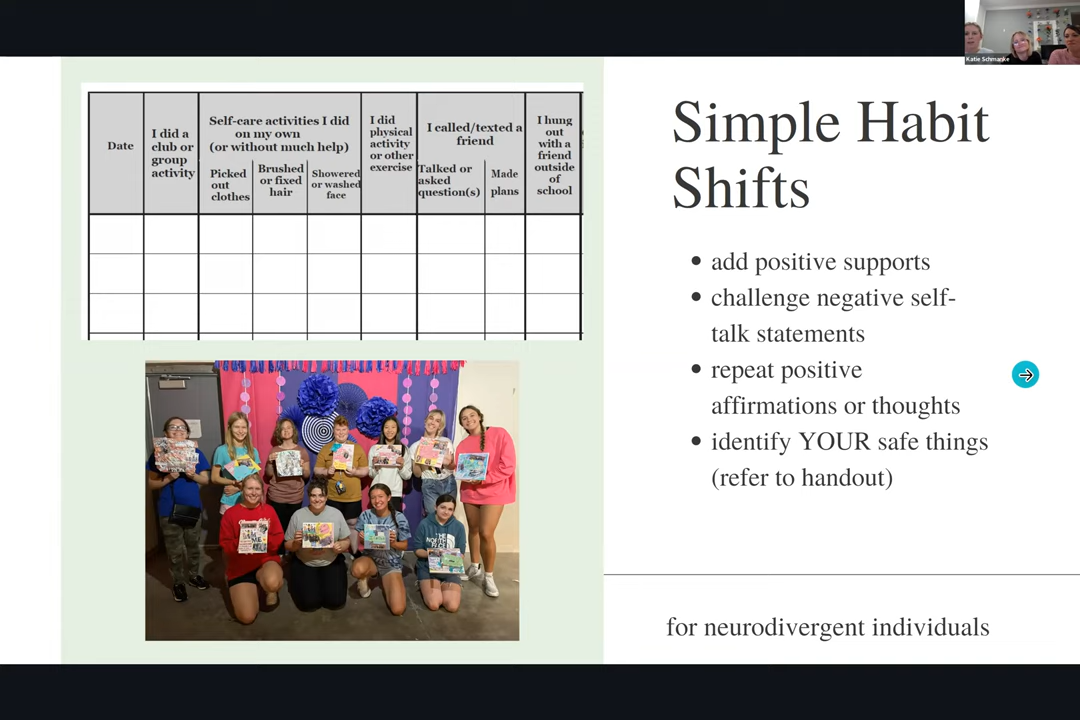 Katie Schmanke
Date
I did a
club or
group
activity
Self-care activities I did
on my own
(or without much help)
Picked
out
clothes
Brushed
or fixed
hair
Showered
or washed
face
I did
physical
activity
or other
exercise
I called/texted a
friend
Talked or
asked
question(s)
Made
plans
I hung
out
with a
friend
outside
of
school
THE
NORTH
FACE
Simple Habit
Shifts
• add positive supports
• challenge negative self-
talk statements
• repeat positive
affirmations or thoughts
• identify YOUR safe things
(refer to handout)
for neurodivergent individuals